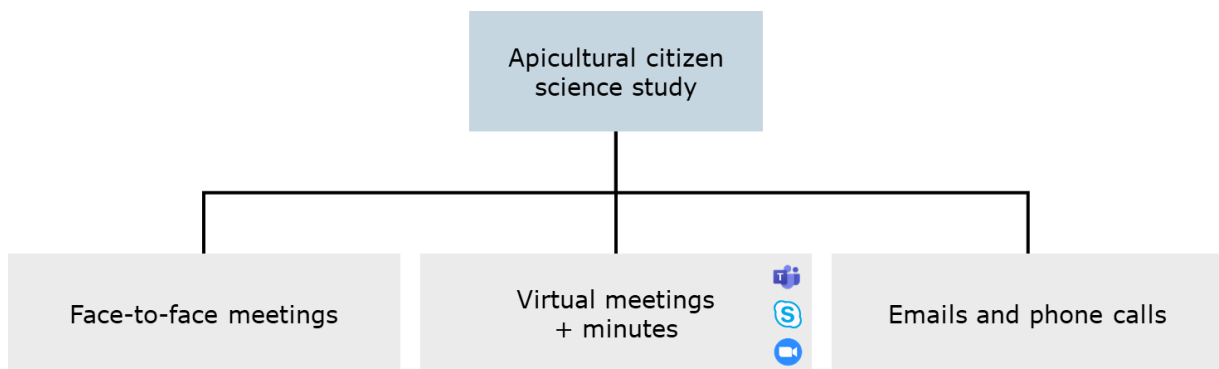 Apicultural citizen
science study
Face-to-face meetings
Virtual meetings
+ minutes
T
S
Emails and phone calls